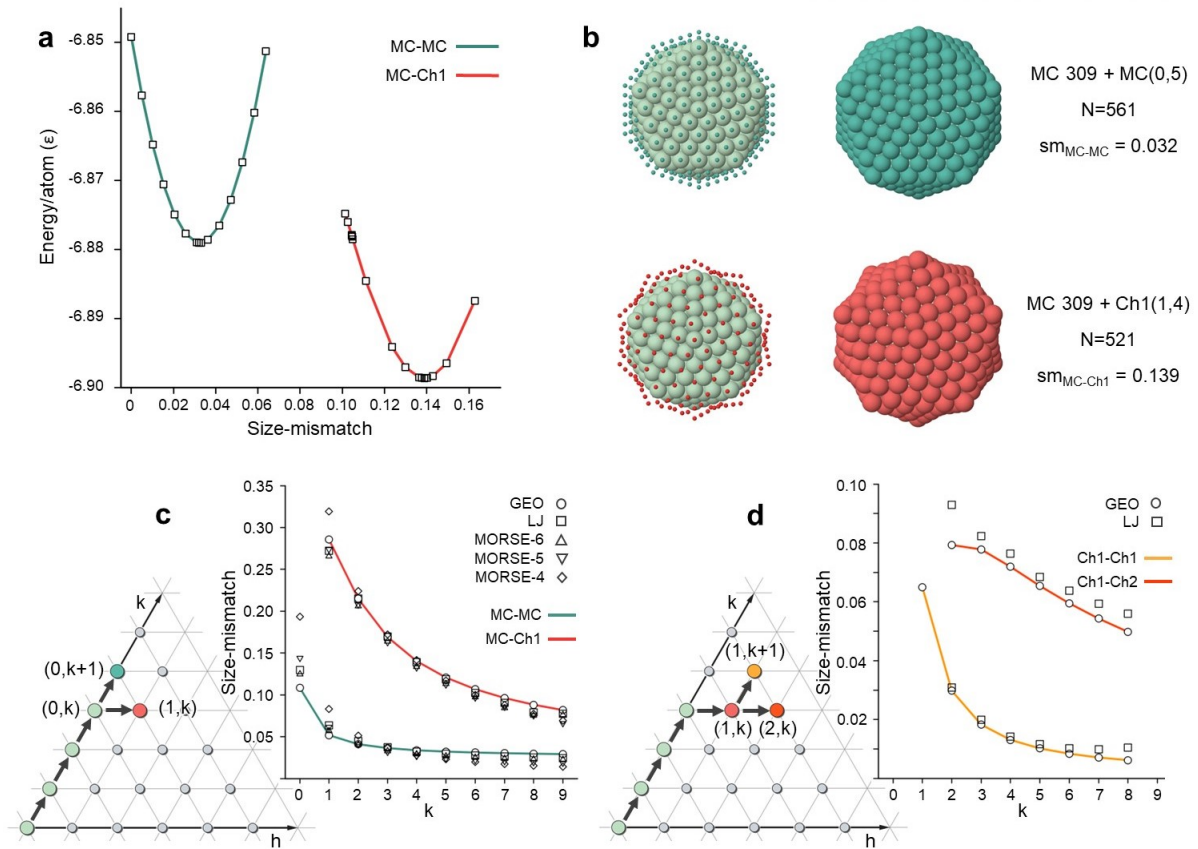 a
-6.85
-6.86
-6.87
-6.88
-6.89
-6.90
Energy/atom (ε)
0 0.02 0.04 0.06 0.08 0.10 0.12 0.14 0.16
Size-mismatch
MC-MC
MC-Ch1
b
MC 309 + MC(0,5)
N=561
sm_MC-MC = 0.032
MC 309 + Ch1(1,4)
N=521
sm_MC-Ch1 = 0.139
c
k
(0,k+1)
(0,k)
(1,k)
h
Size-mismatch
0.35
0.30
0.25
0.20
0.15
0.10
0.05
0 1 2 3 4 5 6 7 8 9
k
GEO
LJ
MORSE-6
MORSE-5
MORSE-4
MC-MC
MC-Ch1
d
k
(1,k+1)
(1,k) (2,k)
h
Size-mismatch
0.10
0.08
0.06
0.04
0.02
0 1 2 3 4 5 6 7 8 9
k
GEO
LJ
Ch1-Ch1
Ch1-Ch2